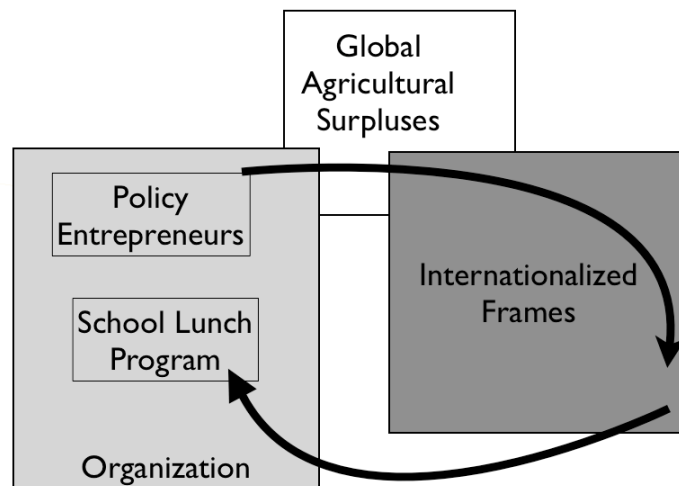 Global
Agricultural
Surpluses
Policy
Entrepreneurs
Internationalized
Frames
School Lunch
Program
Organization